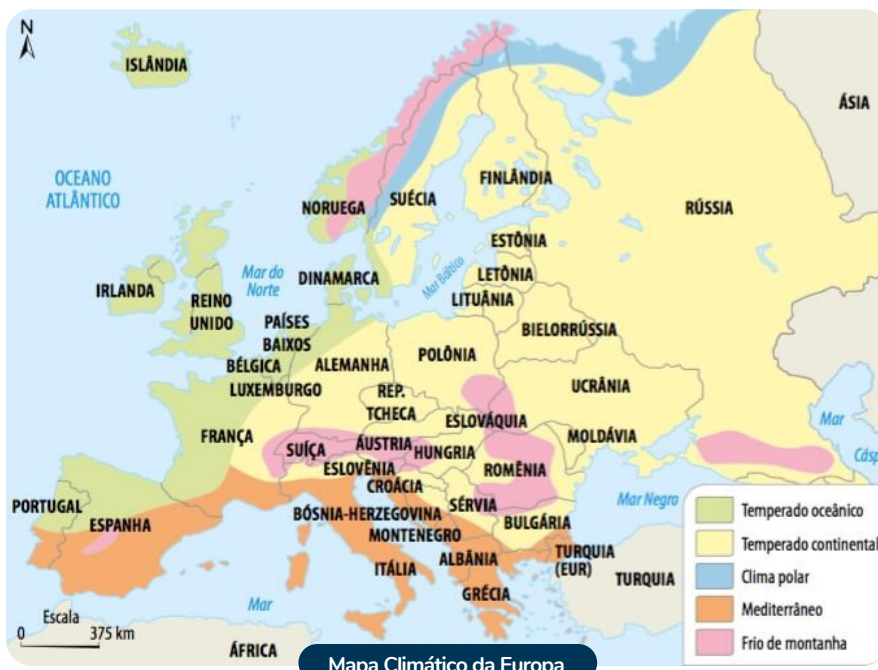 N
ISLÂNDIA
ÁSIA
OCEANO
ATLÂNTICO
FINLÂNDIA
SUÉCIA
NORUEGA
RÚSSIA
ESTÔNIA
Mar do
Norte
DINAMARCA
Mar Báltico
LETÔNIA
IRLANDA
REINO
UNIDO
LITUÂNIA
PAÍSES
BAIXOS
BIELORRÚSSIA
BÉLGICA
ALEMANHA
POLÔNIA
LUXEMBURGO
REP.
TCHECA
UCRÂNIA
ESLOVÁQUIA
FRANÇA
SUÍÇA
ÁUSTRIA
HUNGRIA
MOLDÁVIA
Mar
Cásp
ESLOVÊNIA
ROMÊNIA
CROÁCIA
PORTUGAL
ESPANHA
SÉRVIA
Mar Negro
BÓSNIA-HERZEGOVINA
BULGÁRIA
MONTENEGRO
ITÁLIA
ALBÂNIA
TURQUIA
(EUR)
TURQUIA
GRÉCIA
Mar
Escala
0
375 km
ÁFRICA
Temperado oceânico
Temperado continental
Clima polar
Mediterrâneo
Frio de montanha
Mapa Climático da Europa